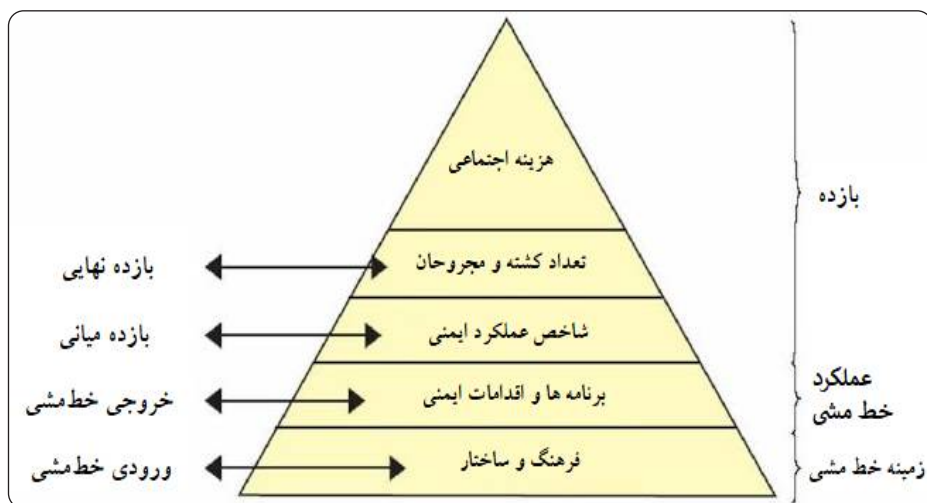 هزینه اجتماعی
بازده
تعداد کشته و مجروحان
بازده نهایی
شاخص عملکرد ایمنی
بازده میانی
عملکرد
خط مشی
برنامه ها و اقدامات ایمنی
خروجی خط‌مشی
زمینه خط مشی
فرهنگ و ساختار
ورودی خط‌مشی